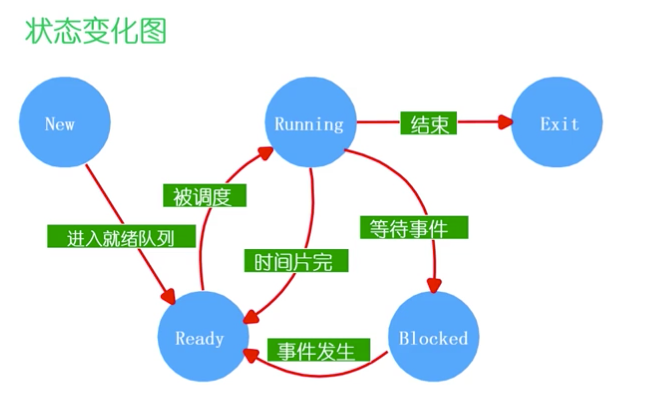 状态变化图
New
Running
结束
Exit
被调度
进入就绪队列
等待事件
时间片完
Ready
事件发生
Blocked